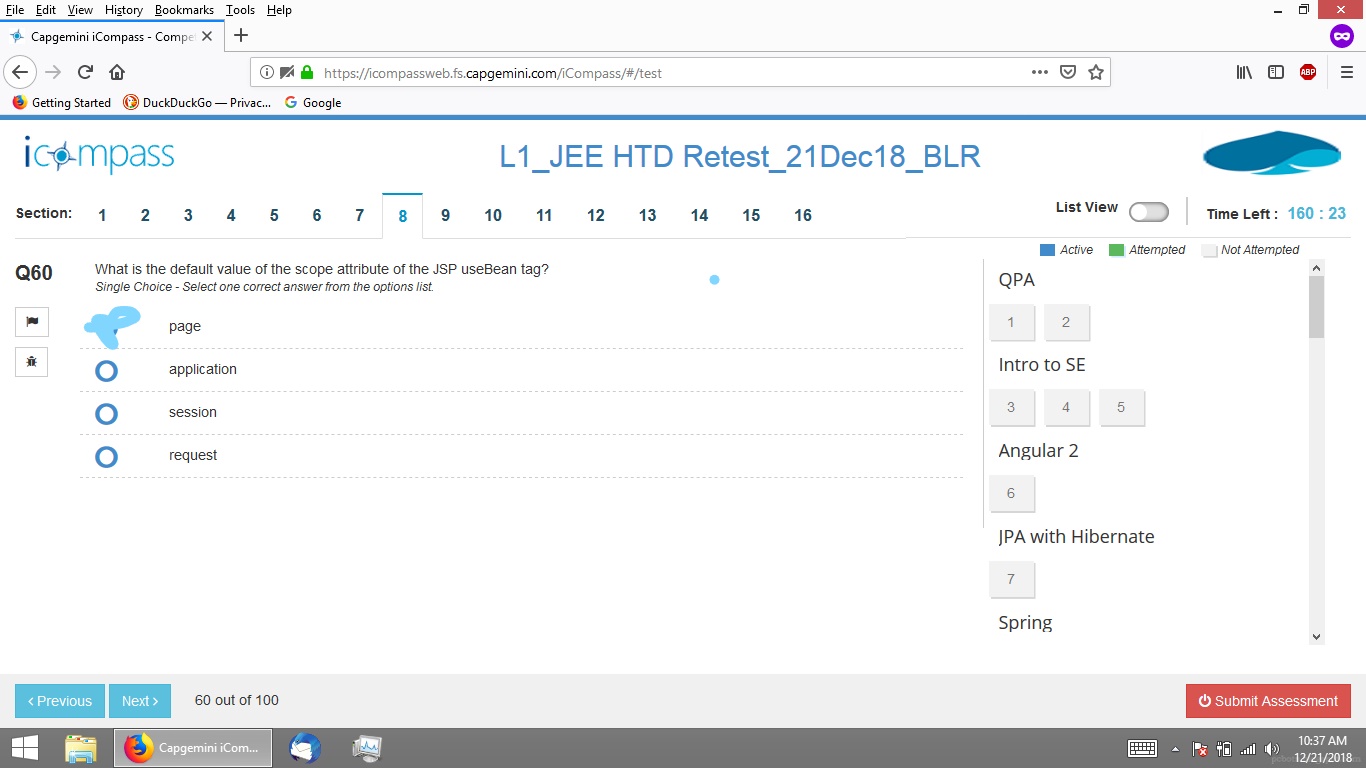 File Edit View History Bookmarks Tools Help
Capgemini iCompass - Compe
https://icompassweb.fs.capgemini.com/iCompass/#/test
ABP
Getting Started DuckDuckGo — Privac... Google
icompass L1_JEE HTD Retest_21Dec18_BLR
Section: 1 2 3 4 5 6 7 8 9 10 11 12 13 14 15 16 List View Time Left : 160 : 23
Active Attempted Not Attempted
Q60 What is the default value of the scope attribute of the JSP useBean tag?
Single Choice - Select one correct answer from the options list.
page
application
session
request
QPA
1 2
Intro to SE
3 4 5
Angular 2
6
JPA with Hibernate
7
Spring
Previous Next 60 out of 100 Submit Assessment
Capgemini iCom...
10:37 AM
12/21/2018